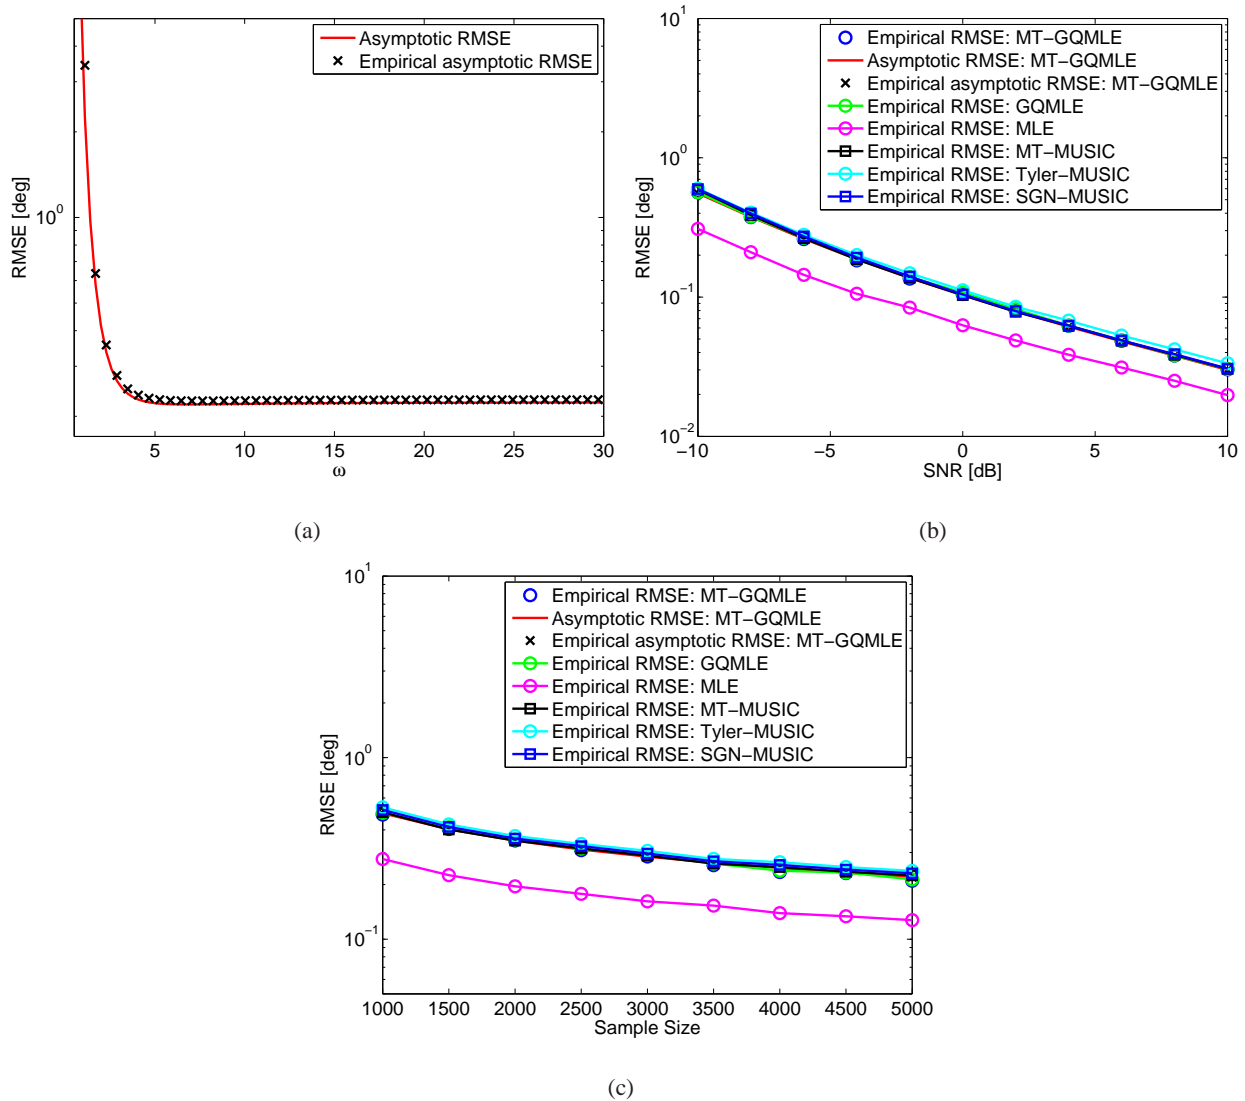 Asymptotic RMSE
Empirical asymptotic RMSE
RMSE [deg]
10^0
5 10 15 20 25 30
ω
(a)
Empirical RMSE: MT−GQMLE
Asymptotic RMSE: MT−GQMLE
Empirical asymptotic RMSE: MT−GQMLE
Empirical RMSE: GQMLE
Empirical RMSE: MLE
Empirical RMSE: MT−MUSIC
Empirical RMSE: Tyler−MUSIC
Empirical RMSE: SGN−MUSIC
RMSE [deg]
10^1
10^0
10^−1
10^−2
−10 −5 0 5 10
SNR [dB]
(b)
Empirical RMSE: MT−GQMLE
Asymptotic RMSE: MT−GQMLE
Empirical asymptotic RMSE: MT−GQMLE
Empirical RMSE: GQMLE
Empirical RMSE: MLE
Empirical RMSE: MT−MUSIC
Empirical RMSE: Tyler−MUSIC
Empirical RMSE: SGN−MUSIC
RMSE [deg]
10^1
10^0
10^−1
1000 1500 2000 2500 3000 3500 4000 4500 5000
Sample Size
(c)